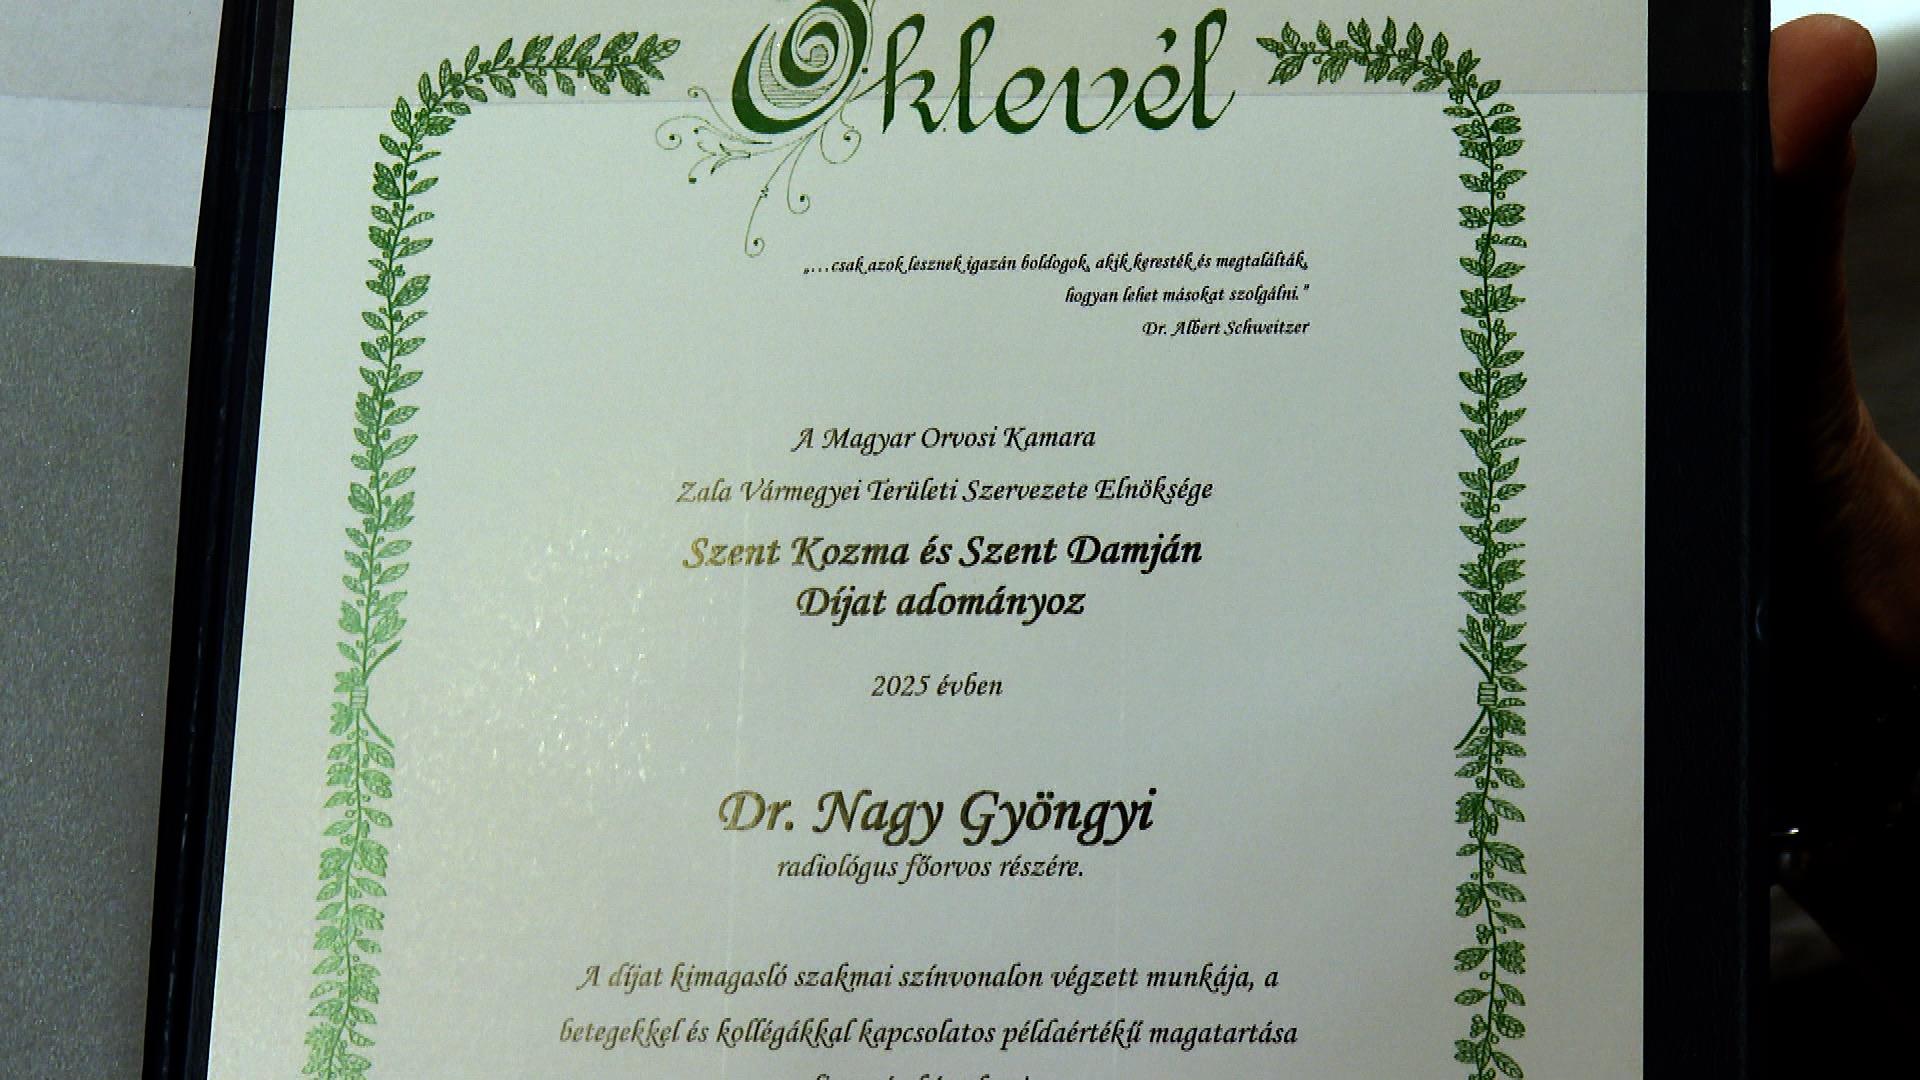 Oklevél
„…csak azok lesznek igazán boldogok, akik keresték és megtalálták,
hogyan lehet másokat szolgálni."
Dr. Albert Schweitzer
A Magyar Orvosi Kamara
Zala Vármegyei Területi Szervezete Elnöksége
Szent Kozma és Szent Damján
Díjat adományoz
2025 évben
Dr. Nagy Gyöngyi
radiológus főorvos részére.
A díjat kimagasló szakmai színvonalon végzett munkája, a
betegekkel és kollégákkal kapcsolatos példaértékű magatartása